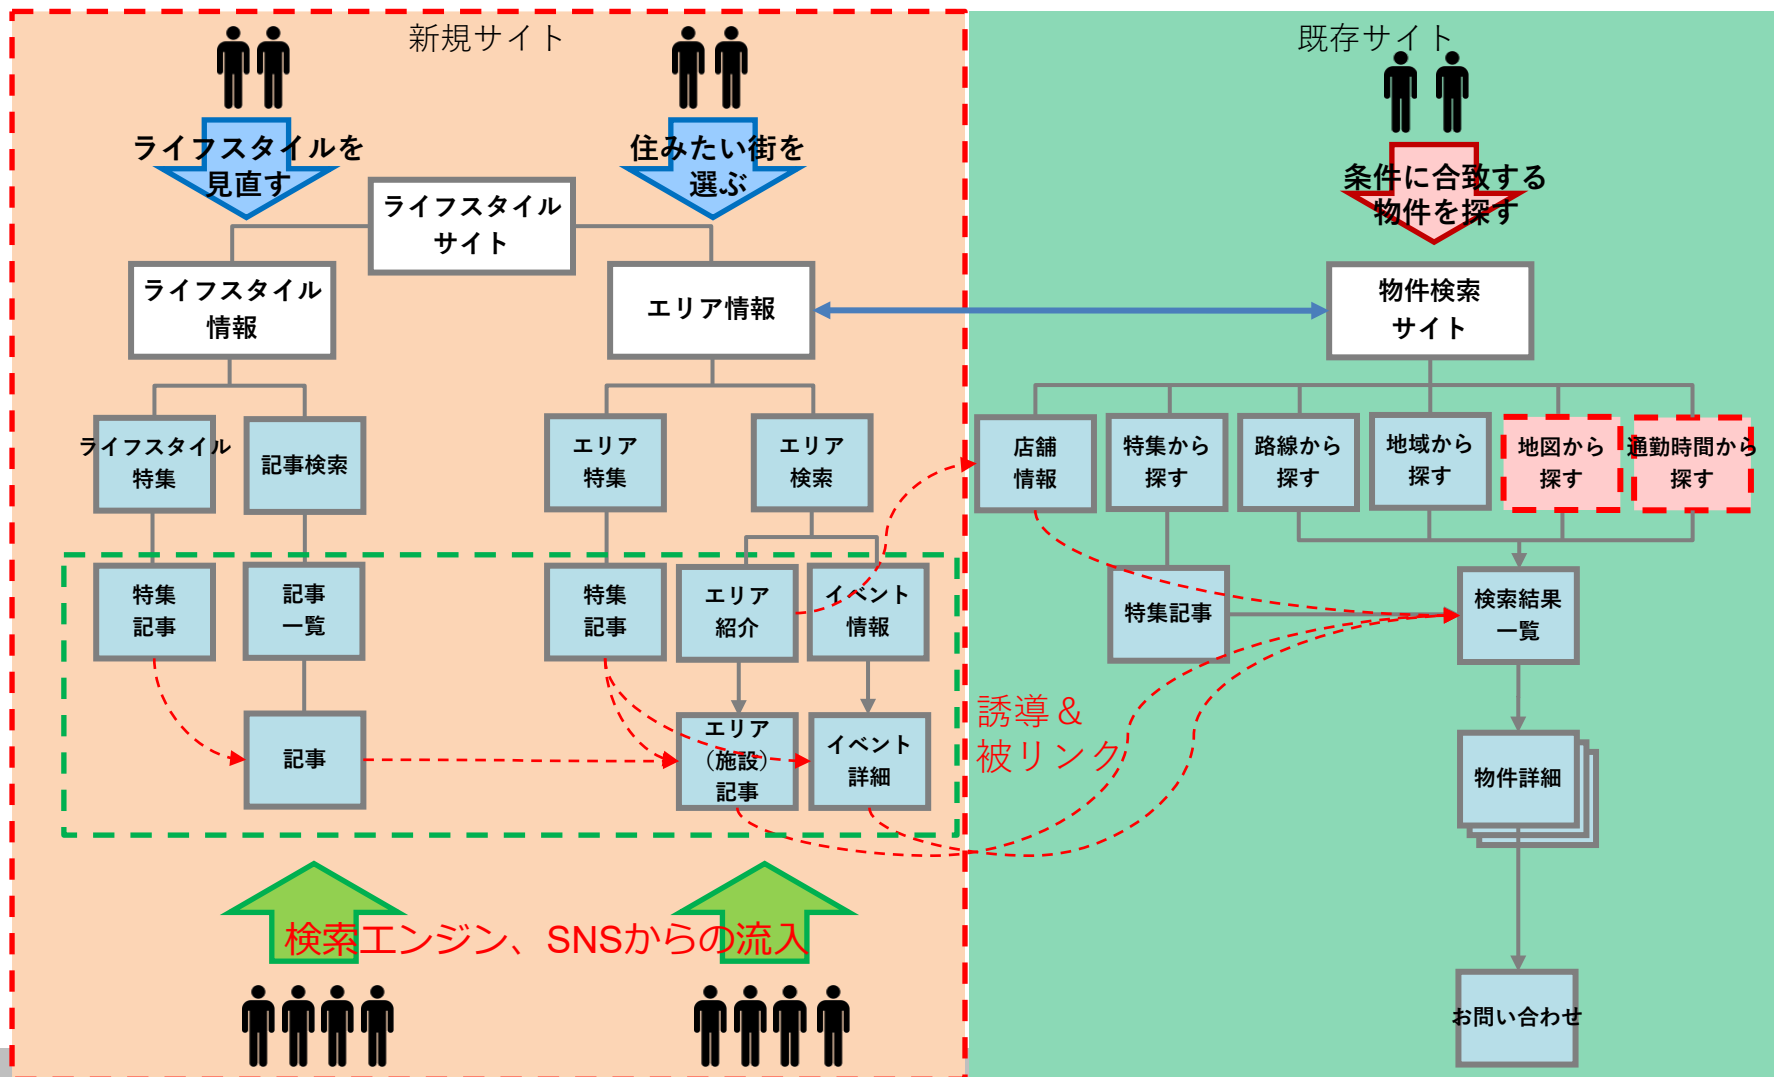 新規サイト
既存サイト
ライフスタイルを
見直す
住みたい街を
選ぶ
条件に合致する
物件を探す
ライフスタイル
サイト
ライフスタイル
情報
エリア情報
物件検索
サイト
ライフスタイル
特集
記事検索
エリア
特集
エリア
検索
店舗
情報
特集から
探す
路線から
探す
地域から
探す
地図から
探す
通勤時間から
探す
特集
記事
記事
一覧
特集
記事
エリア
紹介
イベント
情報
特集記事
検索結果
一覧
記事
エリア
（施設）
記事
イベント
詳細
誘導＆
被リンク
物件詳細
検索エンジン、SNSからの流入
お問い合わせ